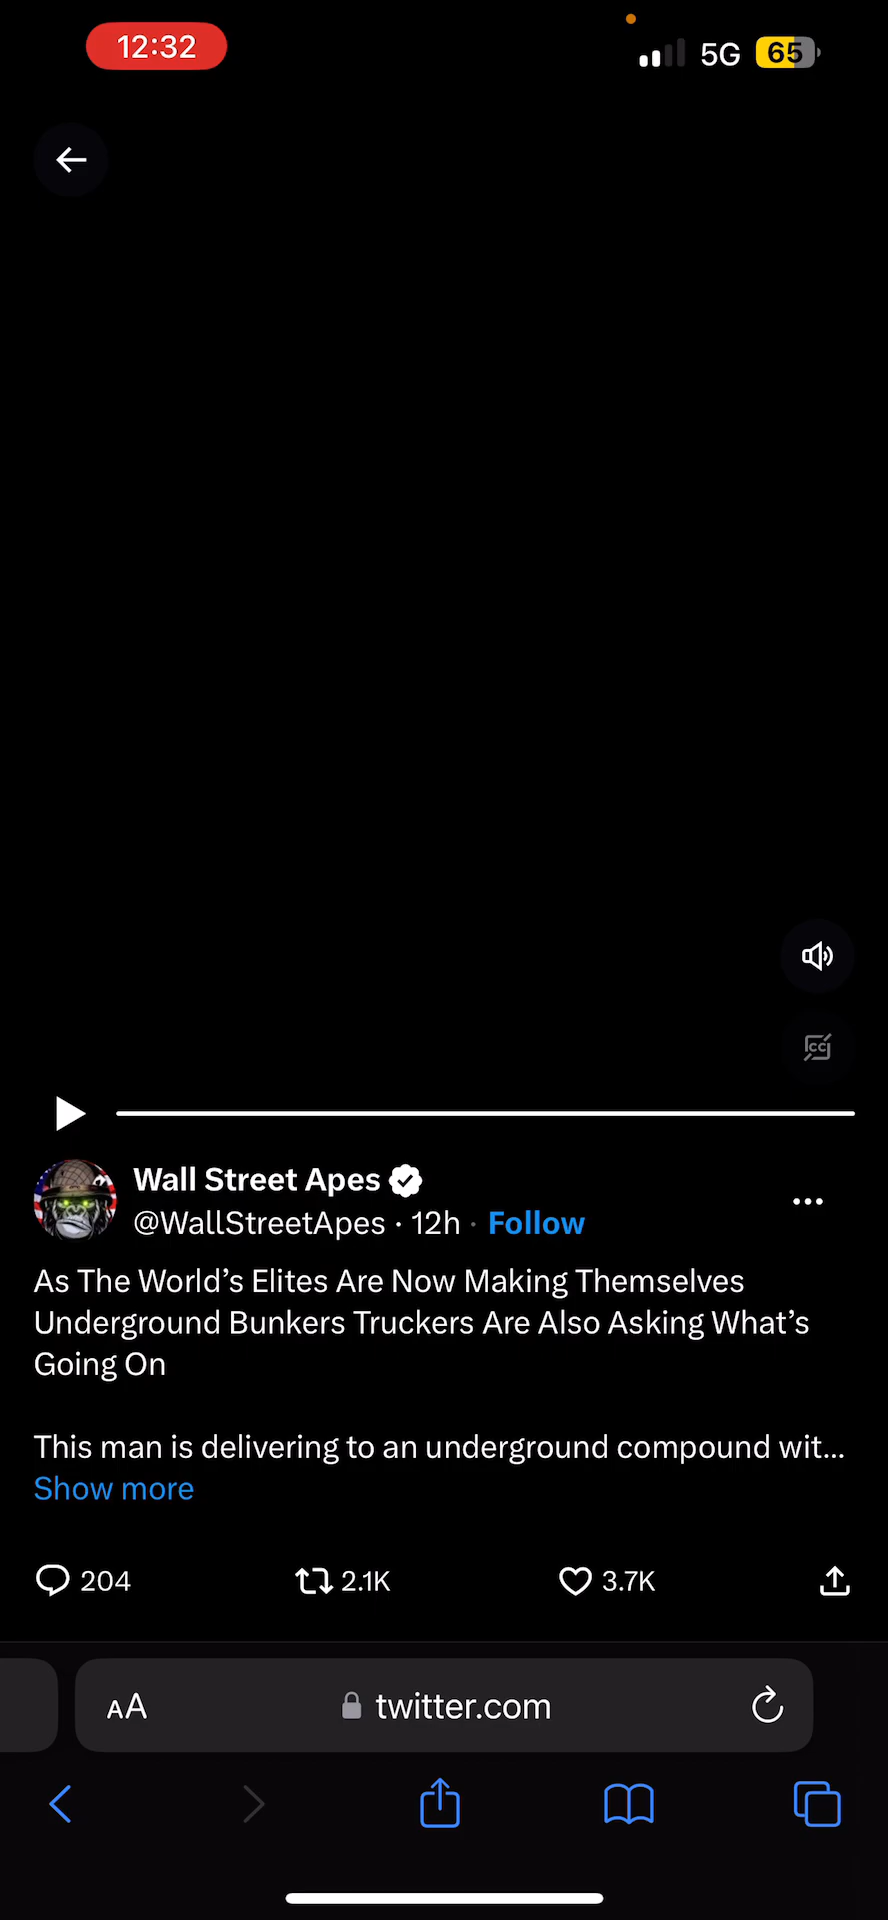 12:32
5G 65
CC
Wall Street Apes
@WallStreetApes · 12h · Follow
As The World’s Elites Are Now Making Themselves
Underground Bunkers Truckers Are Also Asking What’s
Going On
This man is delivering to an underground compound wit...
Show more
204 2.1K 3.7K
AA twitter.com